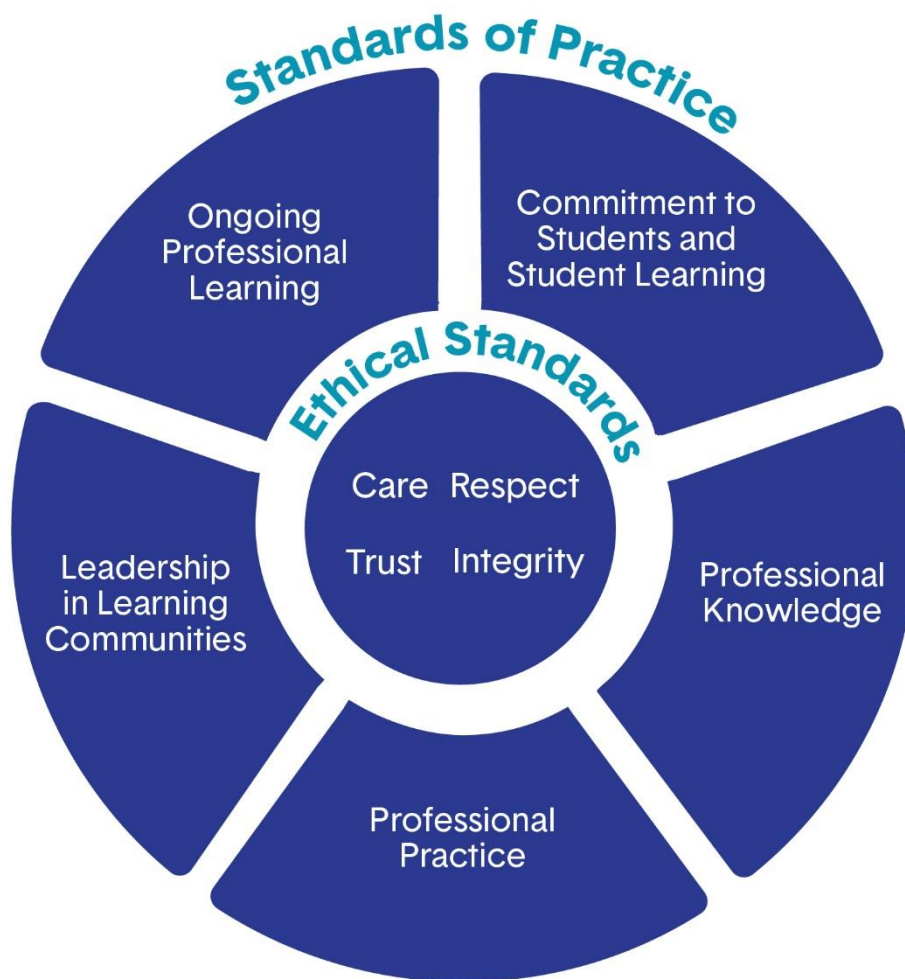 Standards of Practice
Ongoing
Professional
Learning
Commitment to
Students and
Student Learning
Ethical Standards
Care Respect
Trust Integrity
Leadership
in Learning
Communities
Professional
Knowledge
Professional
Practice